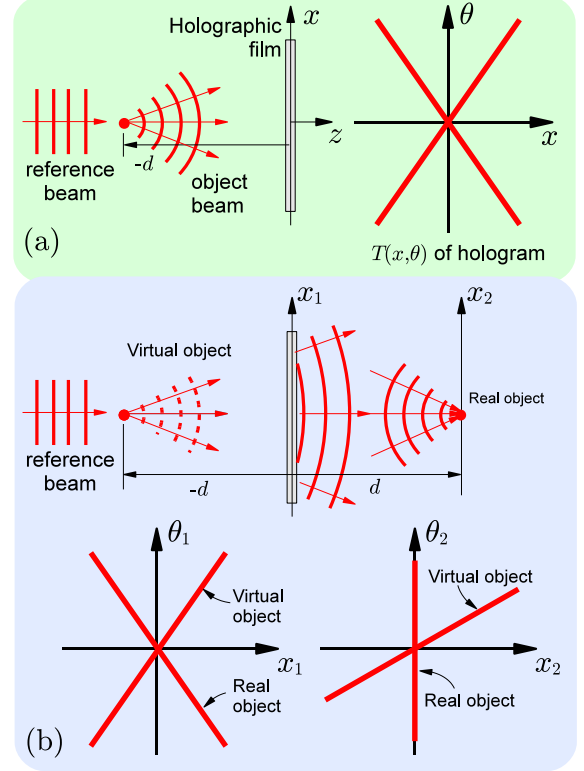 Holographic
film
x
θ
reference
beam
-d
object
beam
z
x
(a)
T(x,θ) of hologram
x₁
x₂
Virtual object
Real object
reference
beam
-d
d
θ₁
θ₂
Virtual
object
Virtual object
x₁
x₂
Real
object
Real object
(b)